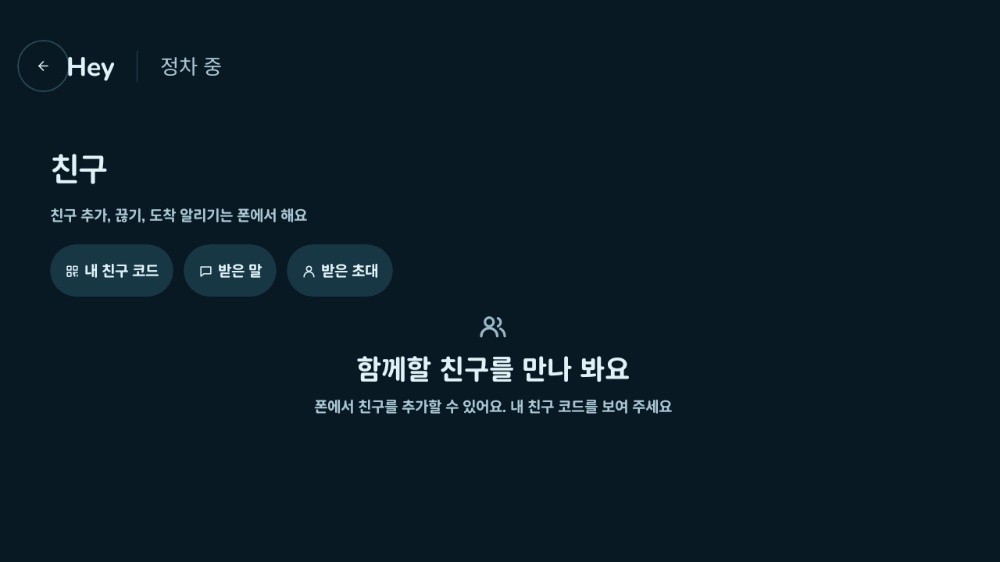 Hey
정차 중
친구
친구 추가, 끊기, 도착 알리기는 폰에서 해요
내 친구 코드
받은 말
받은 초대
함께할 친구를 만나 봐요
폰에서 친구를 추가할 수 있어요. 내 친구 코드를 보여 주세요